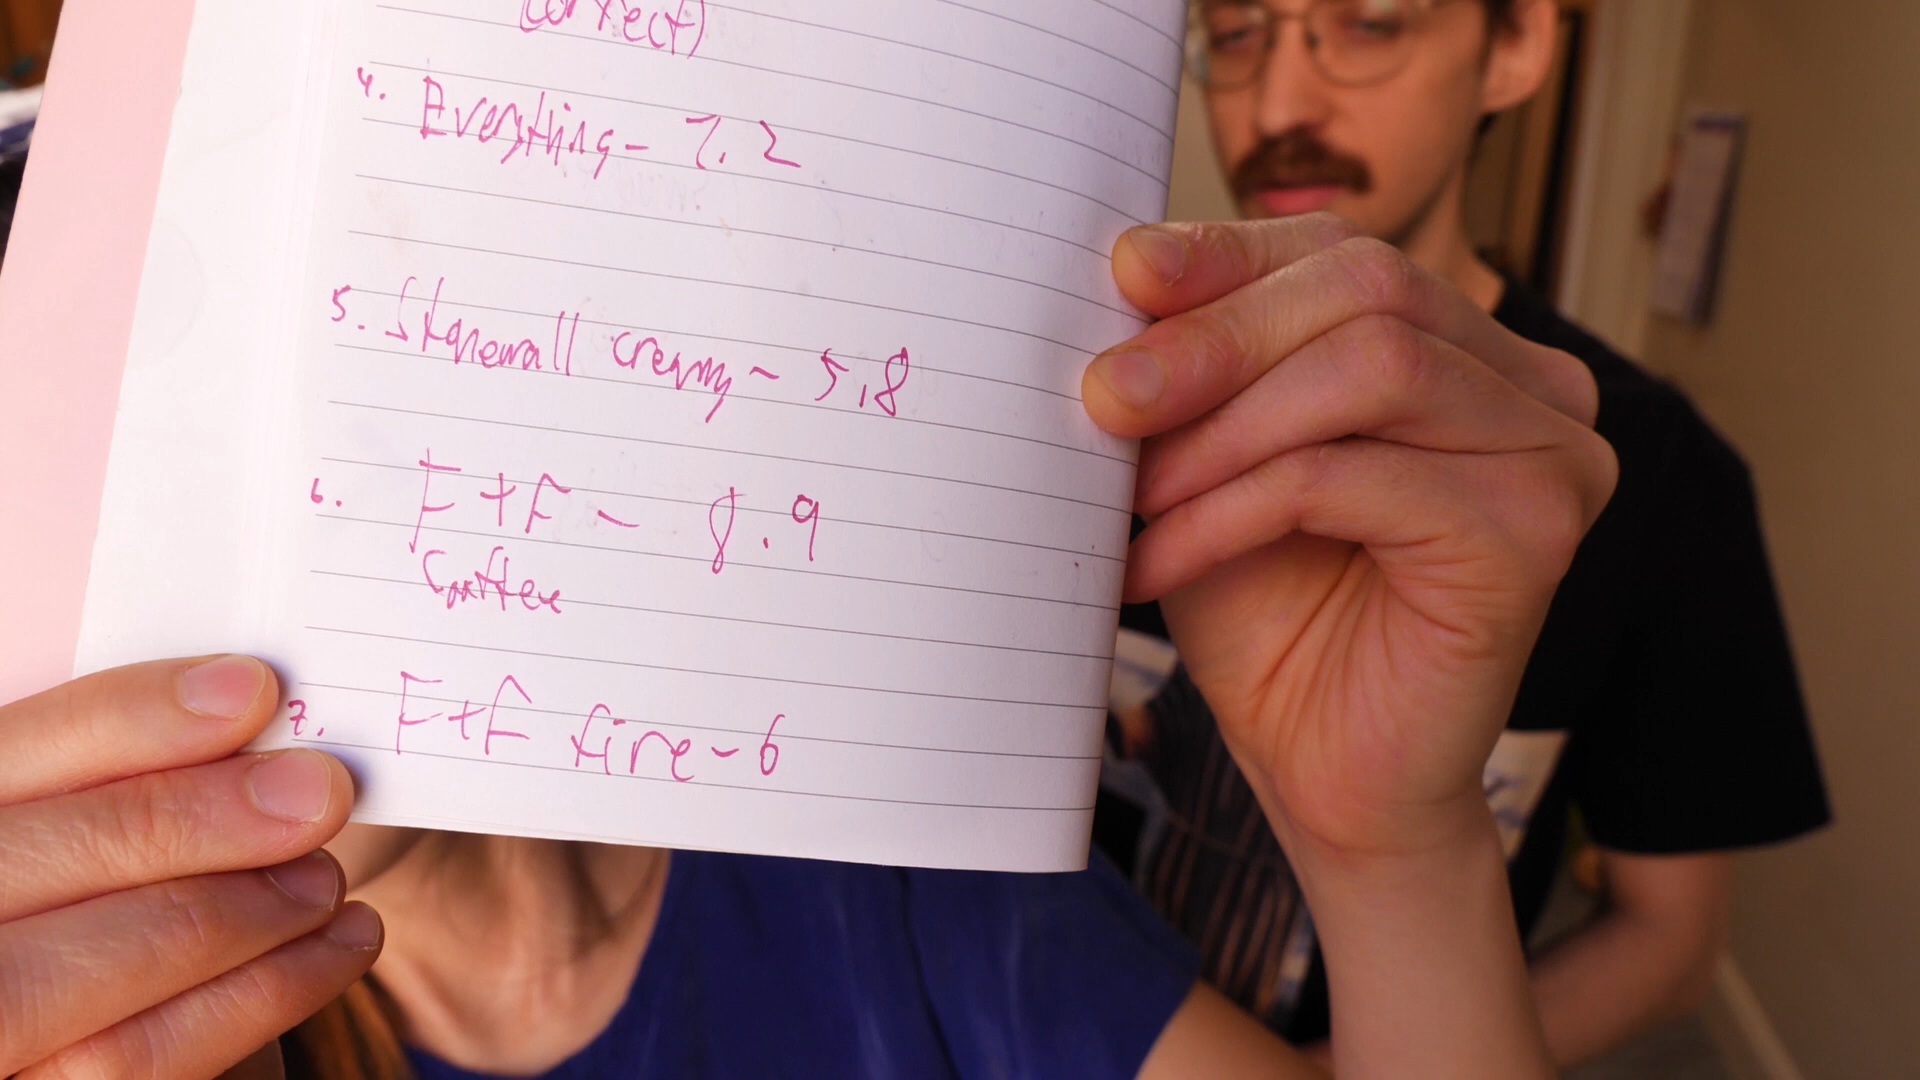 (correct)
4. Everything - 7.2
5. Stonewall creamy - 5.8
6. F+F - 8.9
Coffee
7. F+F fire - 6